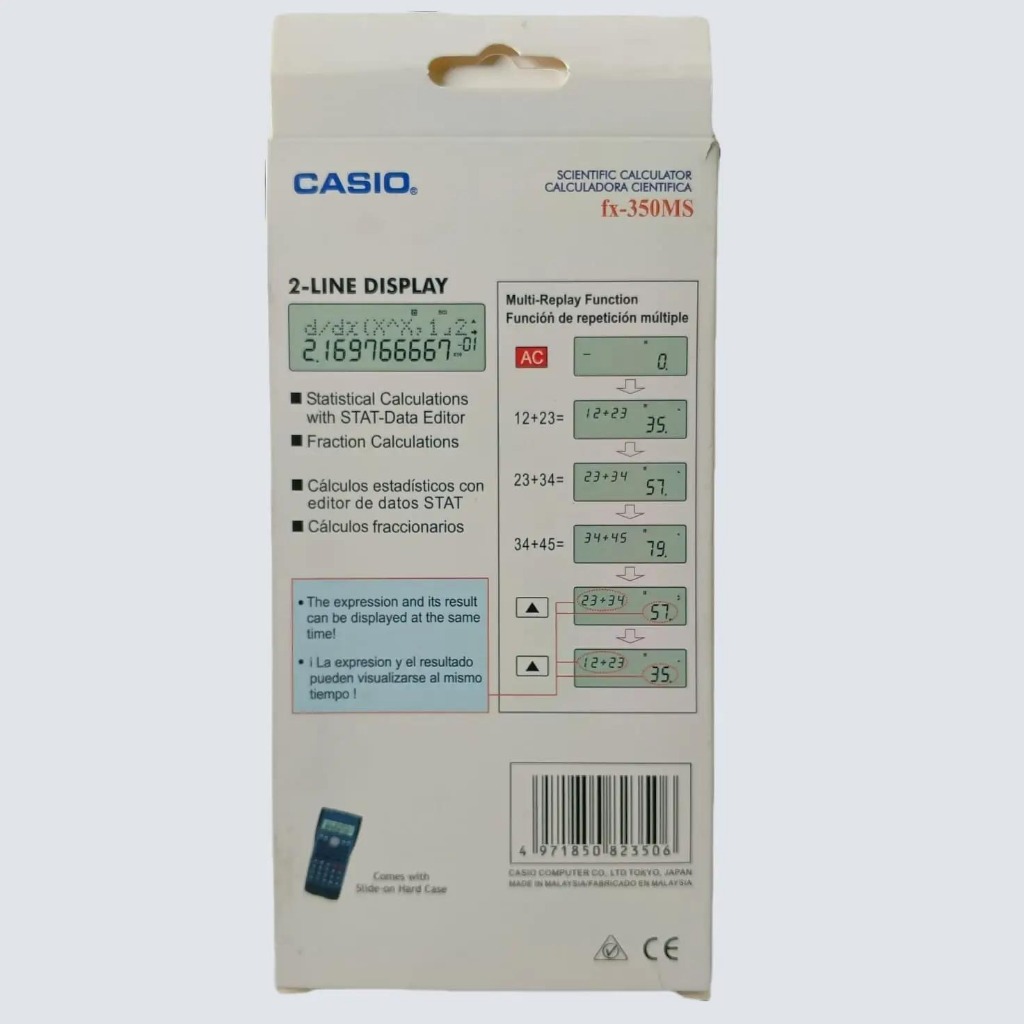 CASIO®
SCIENTIFIC CALCULATOR
CALCULADORA CIENTIFICA
fx-350MS
2-LINE DISPLAY
d/dx(X^X,1⌟2
2.169766667-01
■ Statistical Calculations
with STAT-Data Editor
■ Fraction Calculations
■ Cálculos estadísticos con
editor de datos STAT
■ Cálculos fraccionarios
• The expression and its result
can be displayed at the same
time!
• ¡ La expresion y el resultado
pueden visualizarse al mismo
tiempo !
Multi-Replay Function
Función de repetición múltiple
AC
0.
12+23=
12+23
35.
23+34=
23+34
57.
34+45=
34+45
79.
▲
23+34
57.
▲
12+23
35.
Comes with
Slide-on Hard Case
4 971850 823506
CASIO COMPUTER CO., LTD TOKYO, JAPAN
MADE IN MALAYSIA/FABRICADO EN MALAYSIA
CE